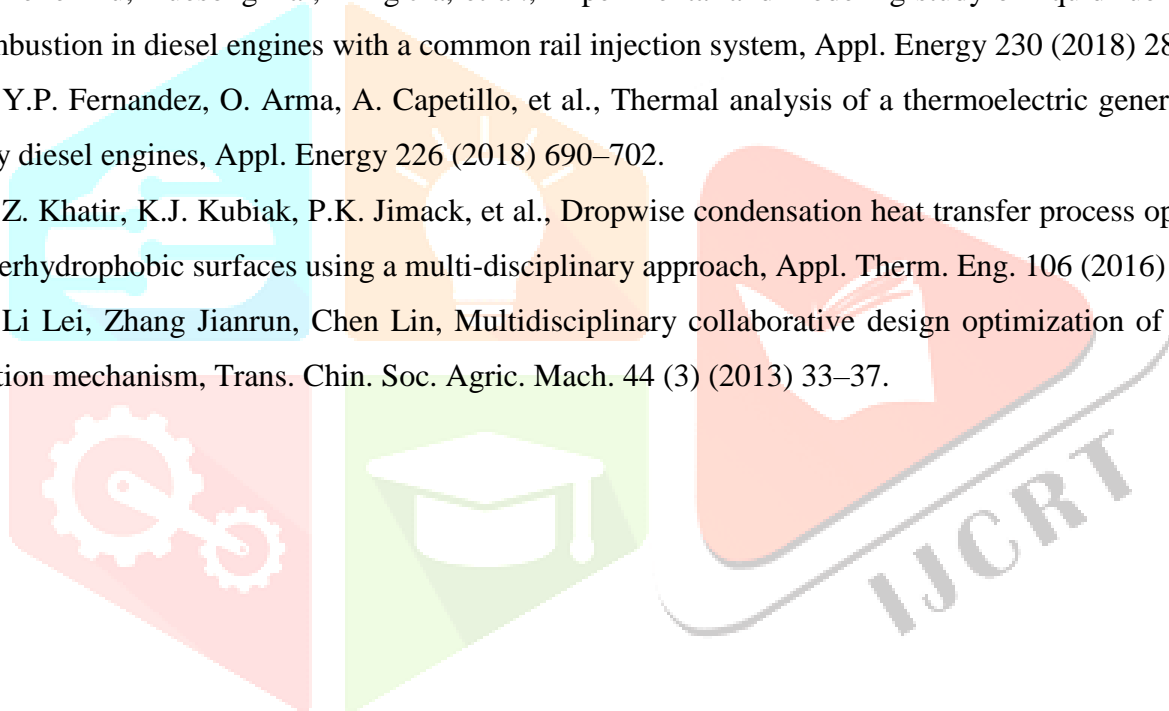 mbustion in diesel engines with a common rail injection system, Appl. Energy 230 (2018) 28
Y.P. Fernandez, O. Arma, A. Capetillo, et al., Thermal analysis of a thermoelectric gener
y diesel engines, Appl. Energy 226 (2018) 690–702.
Z. Khatir, K.J. Kubiak, P.K. Jimack, et al., Dropwise condensation heat transfer process op
erhydrophobic surfaces using a multi-disciplinary approach, Appl. Therm. Eng. 106 (2016)
Li Lei, Zhang Jianrun, Chen Lin, Multidisciplinary collaborative design optimization of
tion mechanism, Trans. Chin. Soc. Agric. Mach. 44 (3) (2013) 33–37.
IJCRT